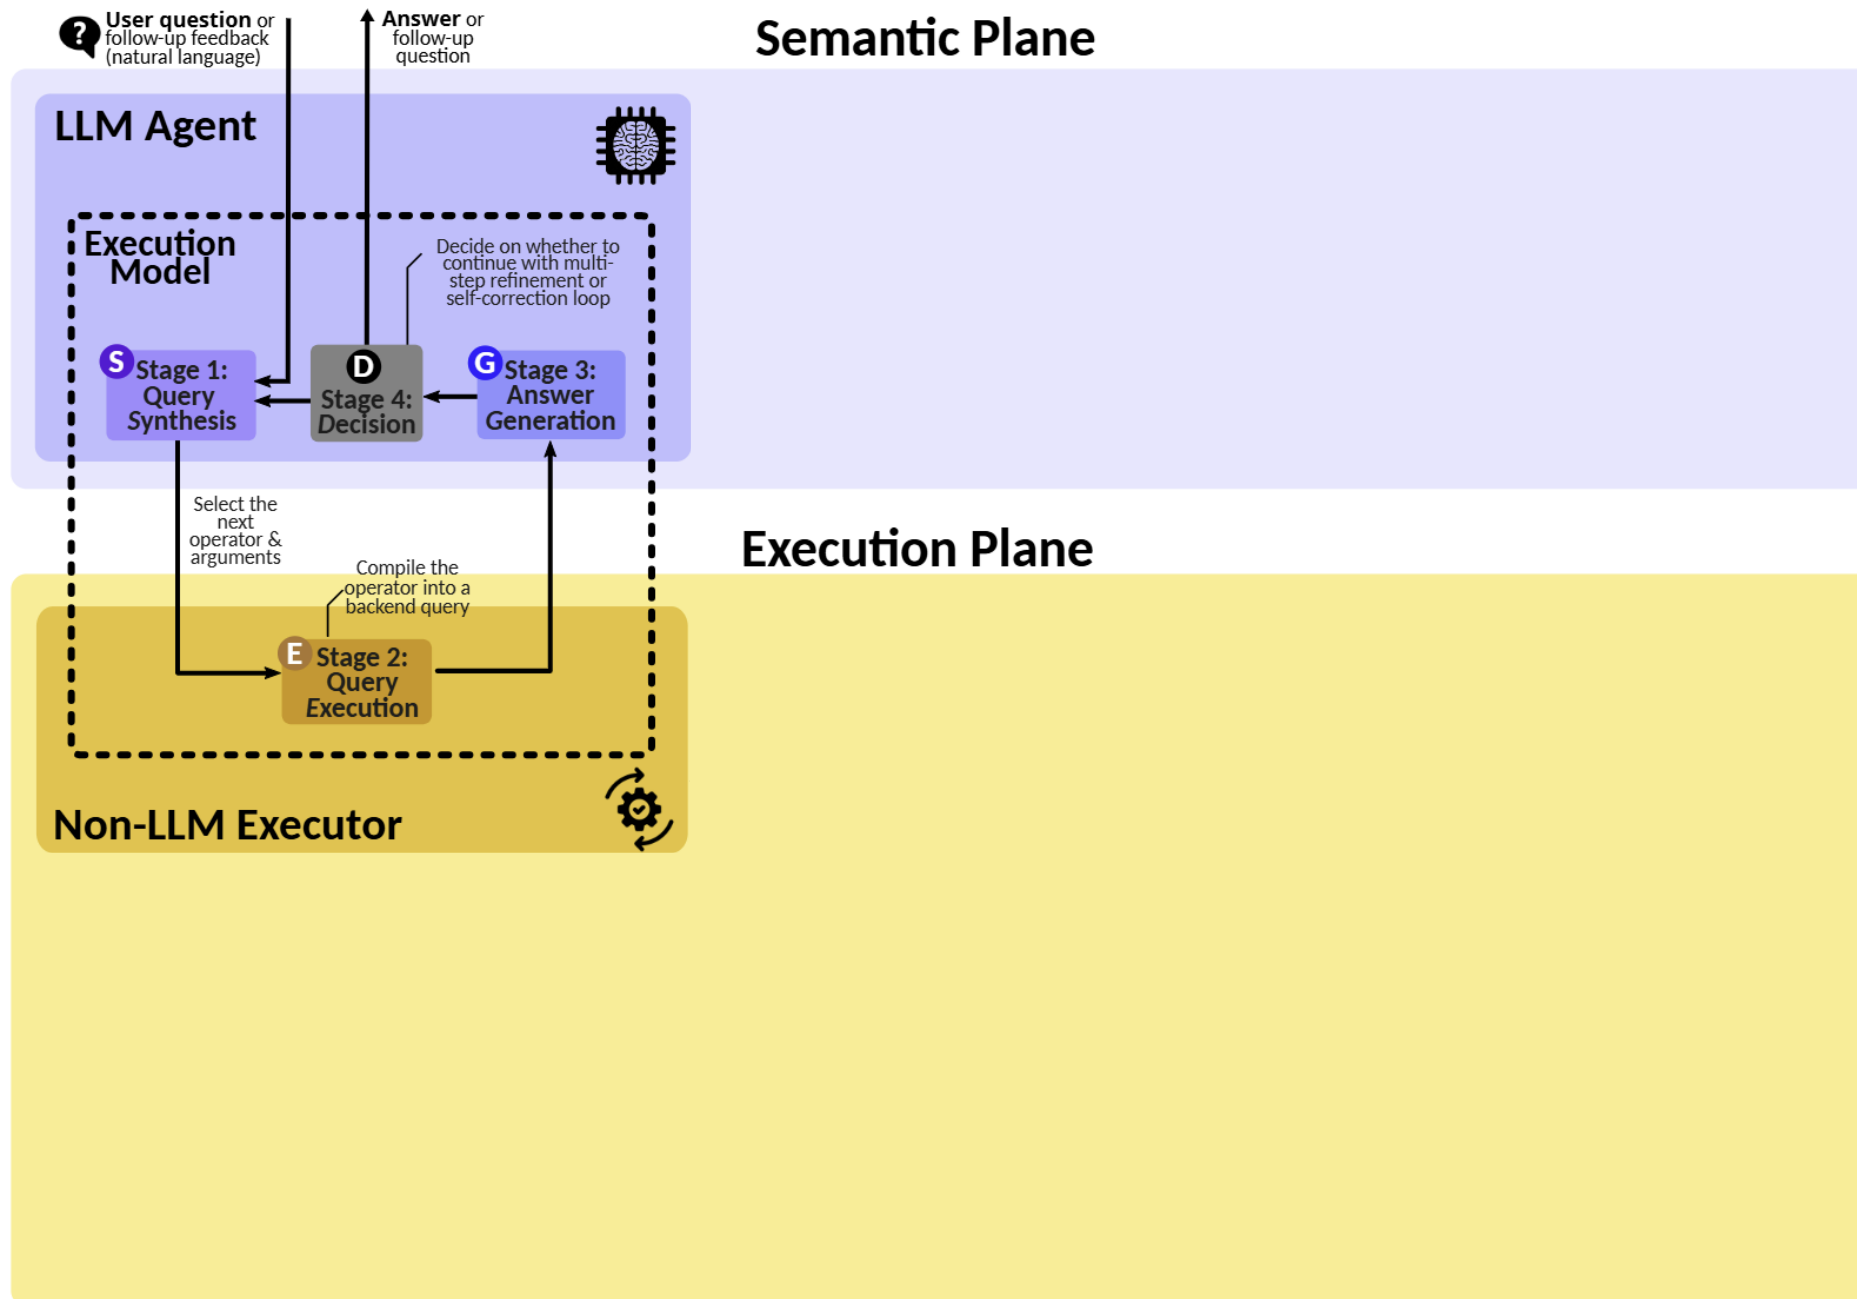 User question or
follow-up feedback
(natural language)
?
Answer or
follow-up
question
Semantic Plane
LLM Agent
Execution
Model
Decide on whether to
continue with multi-
step refinement or
self-correction loop
S
Stage 1:
Query
Synthesis
D
Stage 4:
Decision
G
Stage 3:
Answer
Generation
Select the
next
operator &
arguments
Execution Plane
Compile the
operator into a
backend query
E
Stage 2:
Query
Execution
Non-LLM Executor